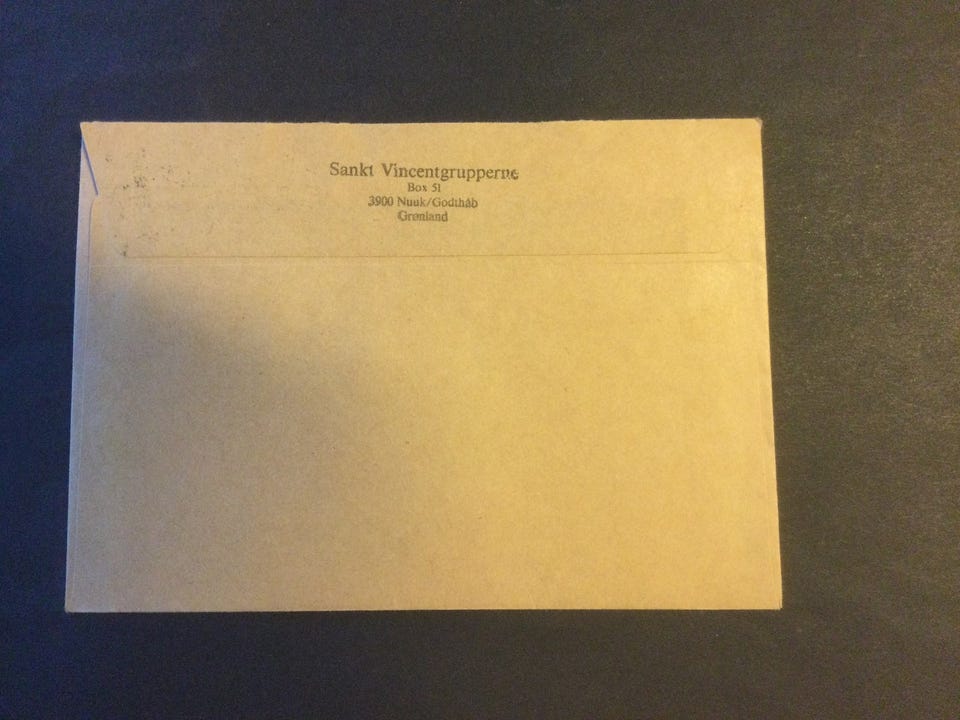 Sankt Vincentgrupperne
Box 51
3900 Nuuk/Godthåb
Grønland